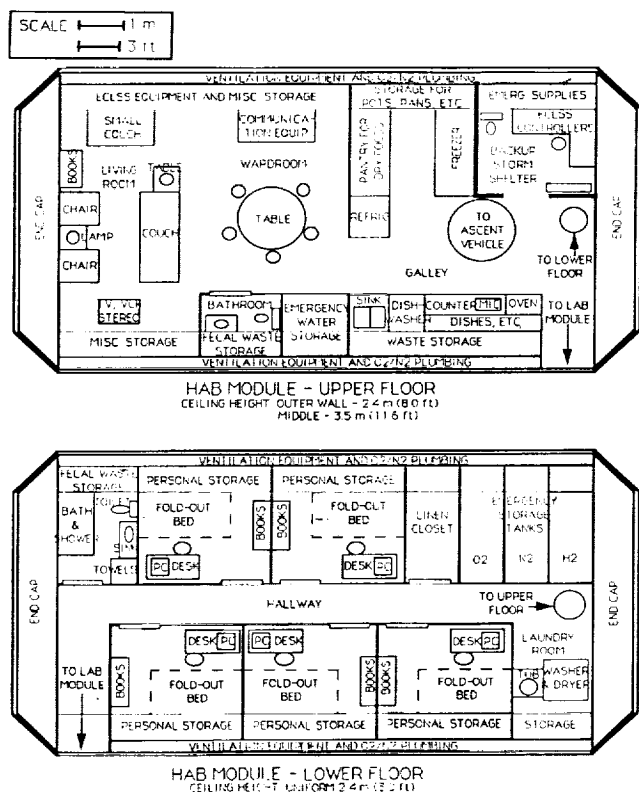 SCALE 1 m
3 ft
VENTILATION EQUIPMENT AND O2/N2 PLUMBING
ECLSS EQUIPMENT AND MISC STORAGE
STORAGE FOR
POTS, PANS, ETC
EMERG SUPPLIES
SMALL
COUCH
COMMUNICA-
TION EQUIP
ECLSS
CONTROLLERS
BOOKS
LIVING
ROOM
TABLE
WARDROOM
PANTRY FOR
DRY FOODS
FREEZER
BACKUP
STORM
SHELTER
END CAP
CHAIR
LAMP
CHAIR
COUCH
TABLE
REFRIG
TO
ASCENT
VEHICLE
TO LOWER
FLOOR
END CAP
GALLEY
TV, VCR
STEREO
BATHROOM
FECAL WASTE
STORAGE
EMERGENCY
WATER
STORAGE
SINK
DISH-
WASHER
COUNTER
MIC
OVEN
DISHES, ETC
TO LAB
MODULE
MISC STORAGE
WASTE STORAGE
VENTILATION EQUIPMENT AND O2/N2 PLUMBING
HAB MODULE - UPPER FLOOR
CEILING HEIGHT OUTER WALL - 2.4 m (8.0 ft)
MIDDLE - 3.5 m (11.6 ft)
VENTILATION EQUIPMENT AND O2/N2 PLUMBING
FECAL WASTE
STORAGE
PERSONAL STORAGE
PERSONAL STORAGE
TOILET
BATH
&
SHOWER
SINK
TOWELS
FOLD-OUT
BED
BOOKS
BOOKS
FOLD-OUT
BED
LINEN
CLOSET
EMERGENCY
STORAGE
TANKS
O2
N2
H2
PC DESK
DESK PC
END CAP
HALLWAY
TO UPPER
FLOOR
END CAP
DESK PC
PC DESK
DESK PC
LAUNDRY
ROOM
TO LAB
MODULE
BOOKS
FOLD-OUT
BED
FOLD-OUT
BED
BOOKS
BOOKS
FOLD-OUT
BED
TUB
WASHER
& DRYER
PERSONAL STORAGE
PERSONAL STORAGE
PERSONAL STORAGE
STORAGE
VENTILATION EQUIPMENT AND O2/N2 PLUMBING
HAB MODULE - LOWER FLOOR
CEILING HEIGHT UNIFORM 2.4 m